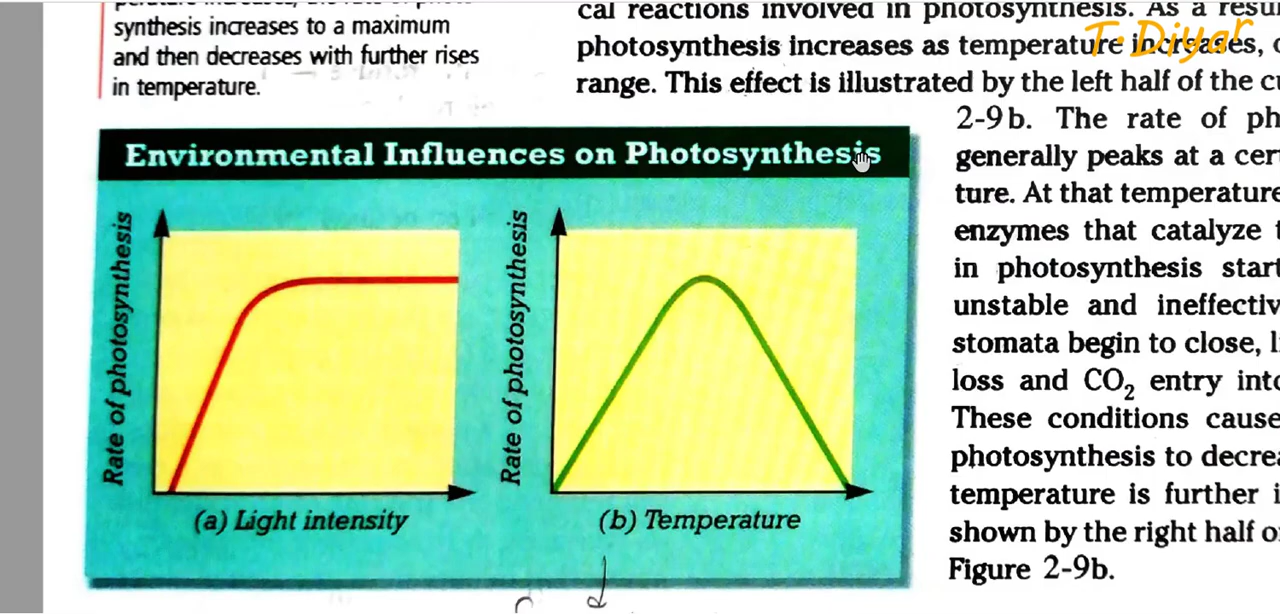 synthesis increases to a maximum
and then decreases with further rises
in temperature.
cal reactions involved in photosynthesis. As a resul
photosynthesis increases as temperature increases,
range. This effect is illustrated by the left half of the cu
T. Diyar
Environmental Influences on Photosynthesis
Rate of photosynthesis
(a) Light intensity
Rate of photosynthesis
(b) Temperature
2-9b. The rate of ph
generally peaks at a cert
ture. At that temperature
enzymes that catalyze t
in photosynthesis start
unstable and ineffectiv
stomata begin to close, li
loss and CO₂ entry into
These conditions cause
photosynthesis to decrea
temperature is further i
shown by the right half o
Figure 2-9b.